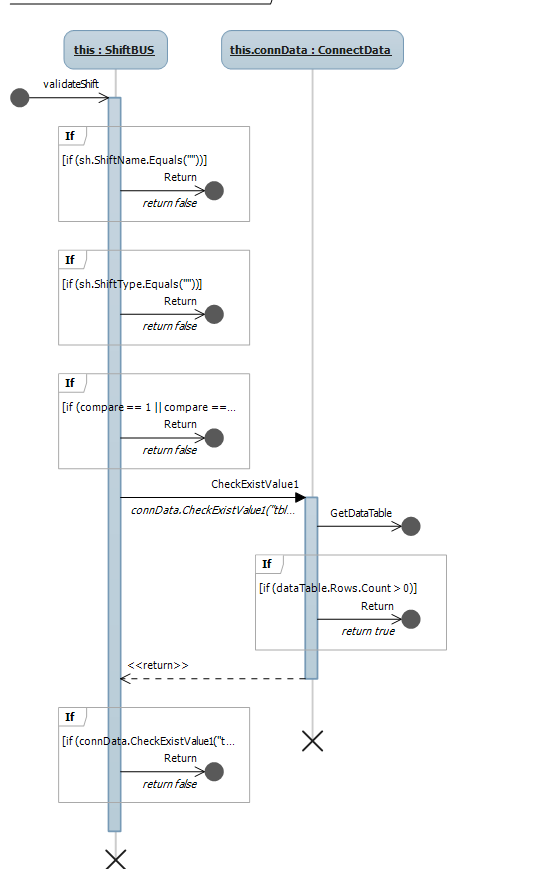 this : ShiftBUS
this.connData : ConnectData
validateShift
If
[if (sh.ShiftName.Equals(""))]
Return
return false
If
[if (sh.ShiftType.Equals(""))]
Return
return false
If
[if (compare == 1 || compare ==...
Return
return false
CheckExistValue1
connData.CheckExistValue1("tbl...
GetDataTable
If
[if (dataTable.Rows.Count > 0)]
Return
return true
<<return>>
If
[if (connData.CheckExistValue1("t...
Return
return false